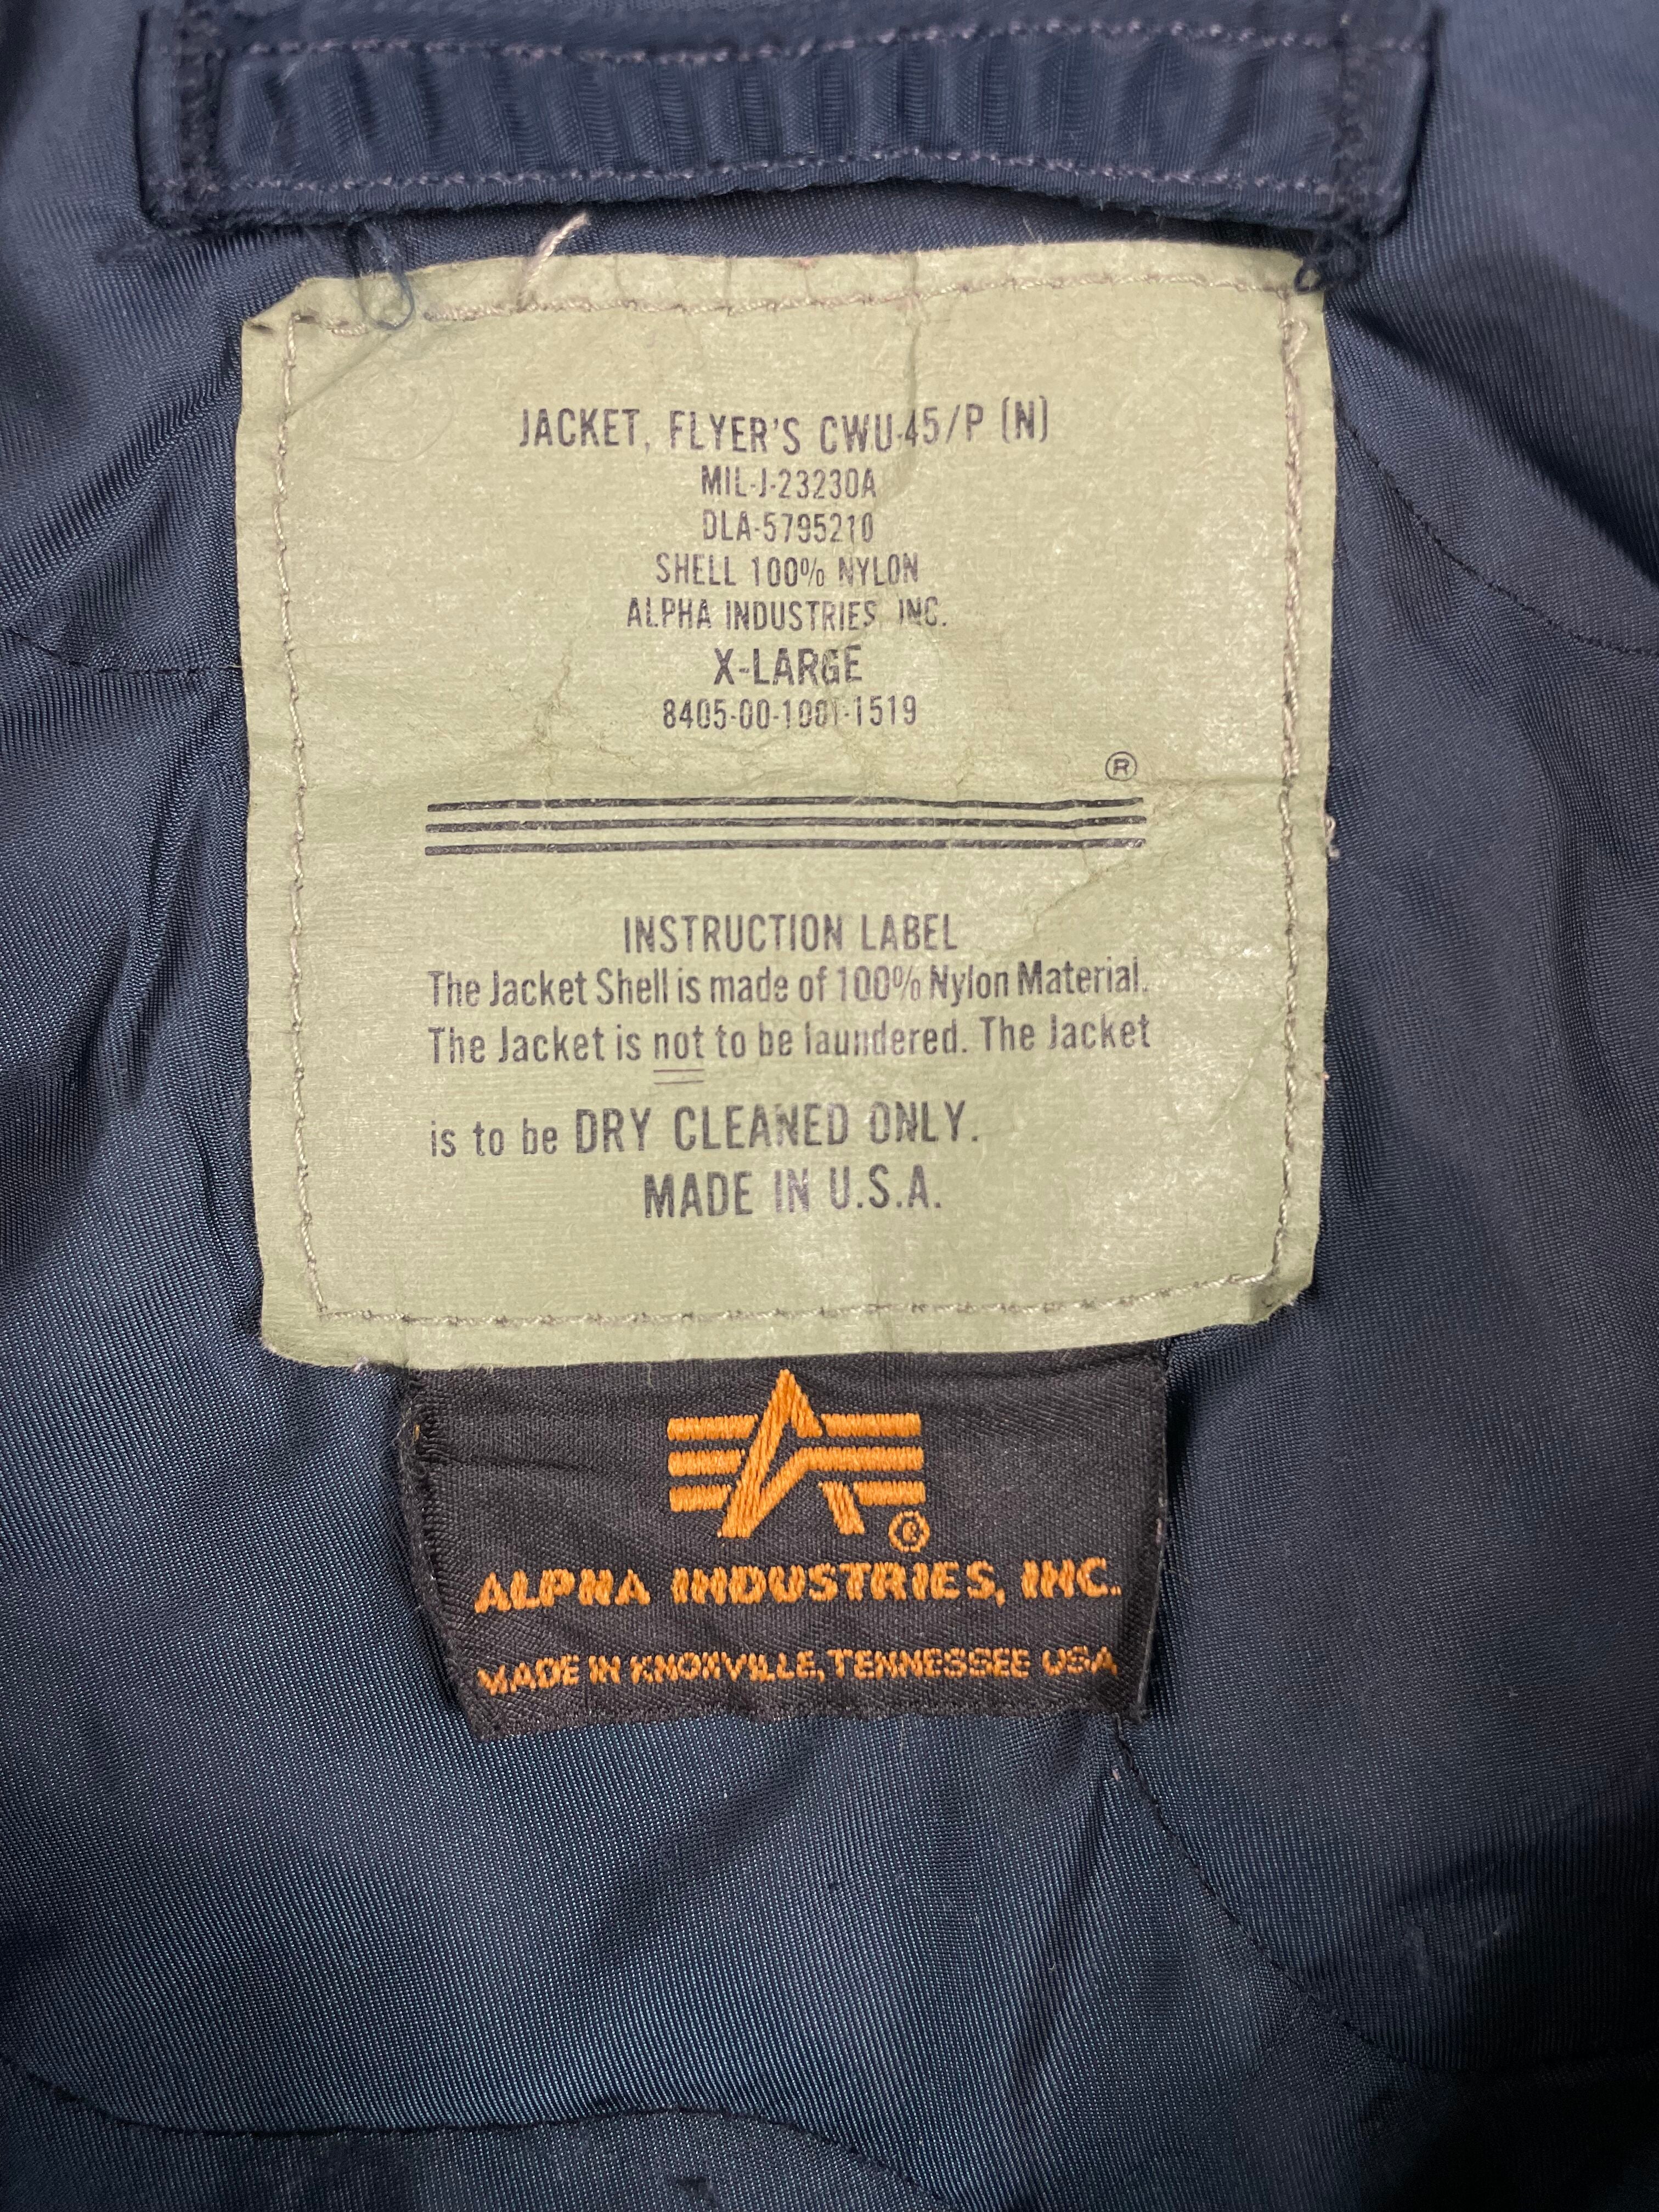 JACKET, FLYER'S CWU-45/P (N)
MIL-J-23230A
DLA-5795210
SHELL 100% NYLON
ALPHA INDUSTRIES, INC.
X-LARGE
8405-00-1001-1519
®
INSTRUCTION LABEL
The Jacket Shell is made of 100% Nylon Material.
The Jacket is not to be laundered. The Jacket
is to be DRY CLEANED ONLY.
MADE IN U.S.A.
®
ALPHA INDUSTRIES, INC.
MADE IN KNOXVILLE, TENNESSEE USA